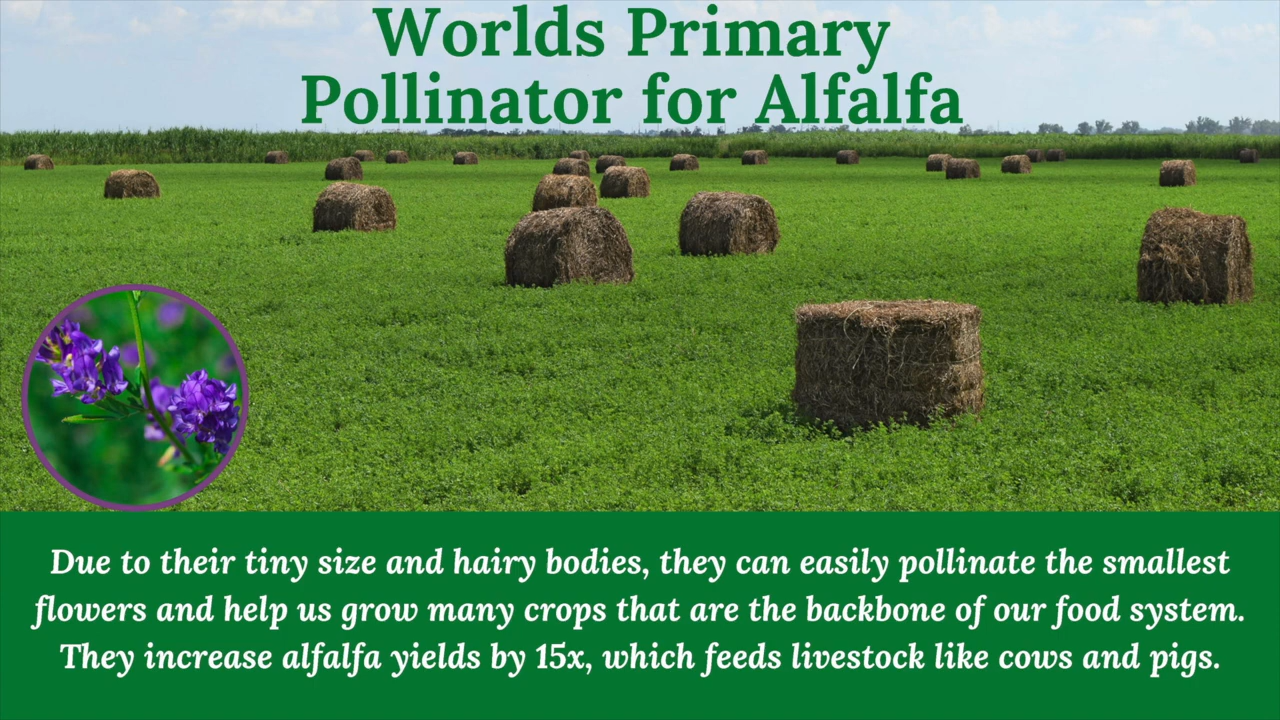 Worlds Primary
Pollinator for Alfalfa
Due to their tiny size and hairy bodies, they can easily pollinate the smallest
flowers and help us grow many crops that are the backbone of our food system.
They increase alfalfa yields by 15x, which feeds livestock like cows and pigs.